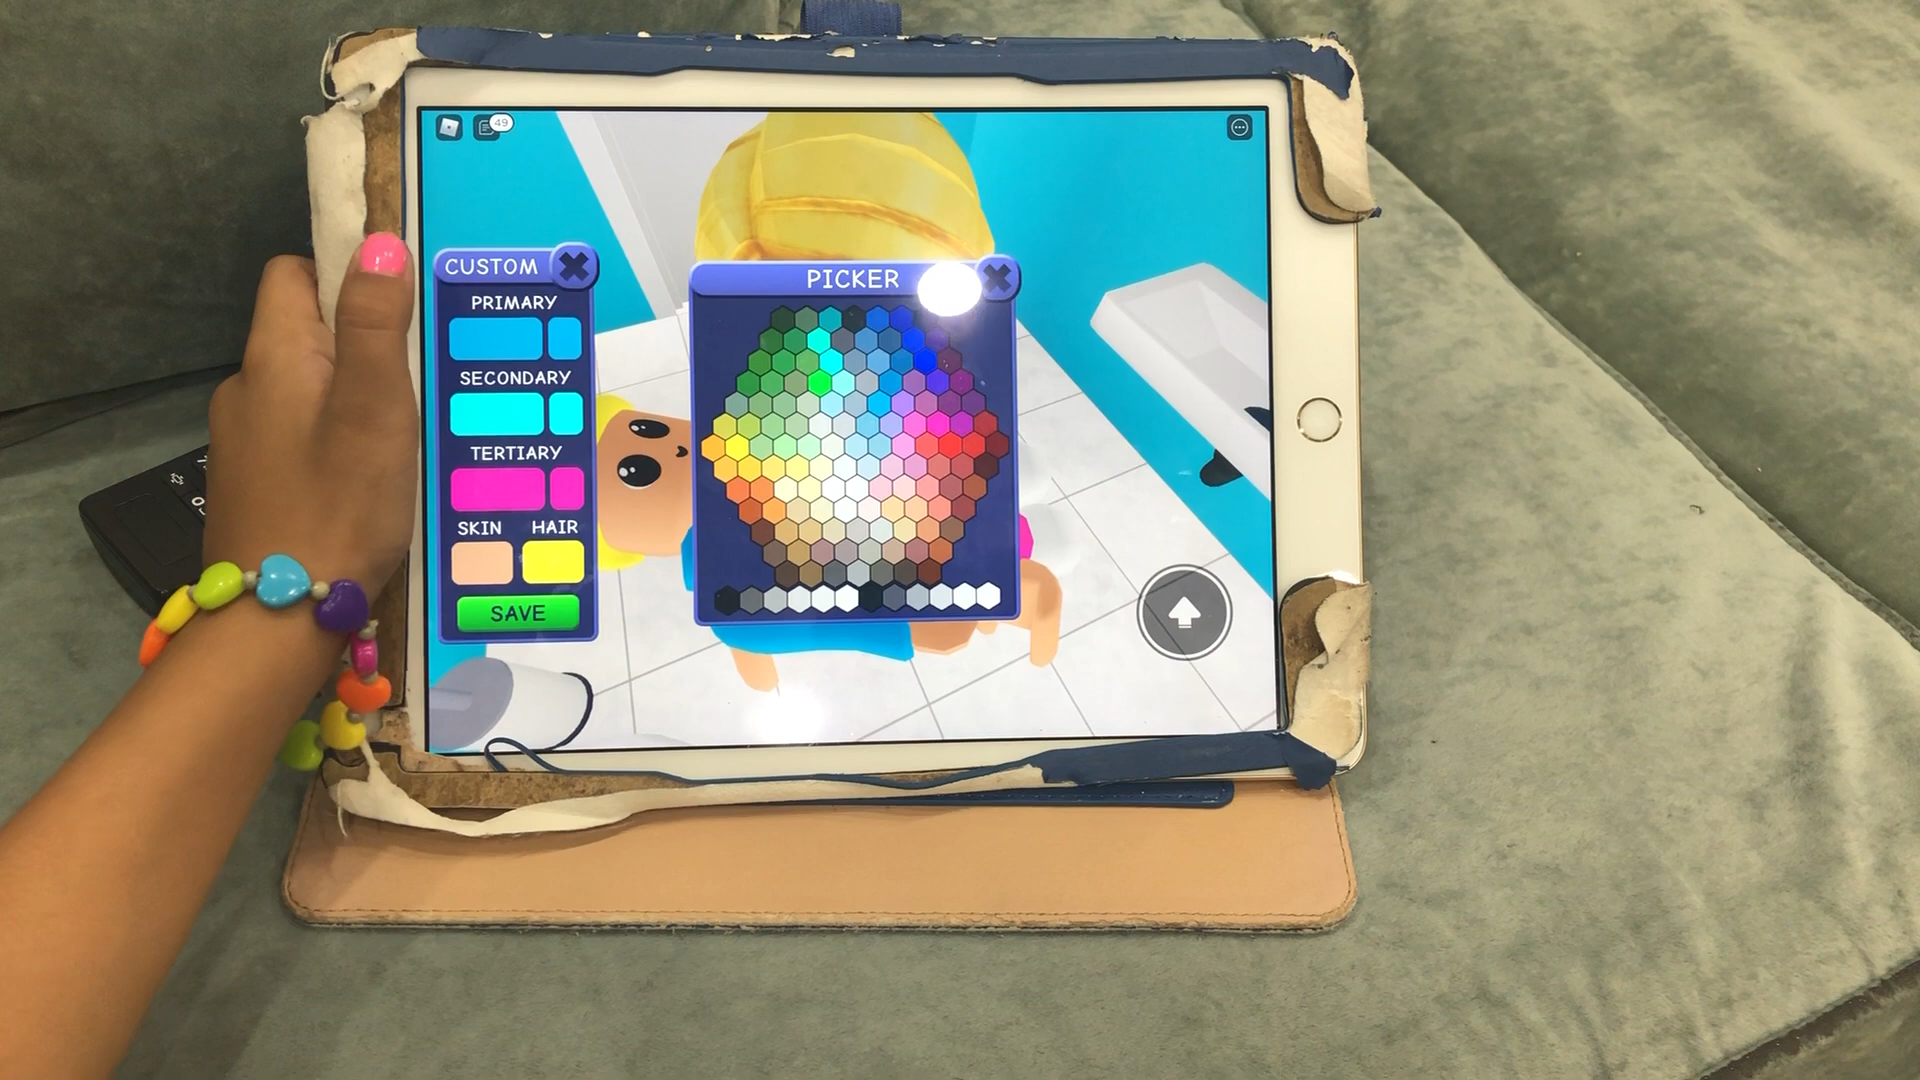 49
CUSTOM
PICKER
PRIMARY
SECONDARY
TERTIARY
SKIN HAIR
SAVE